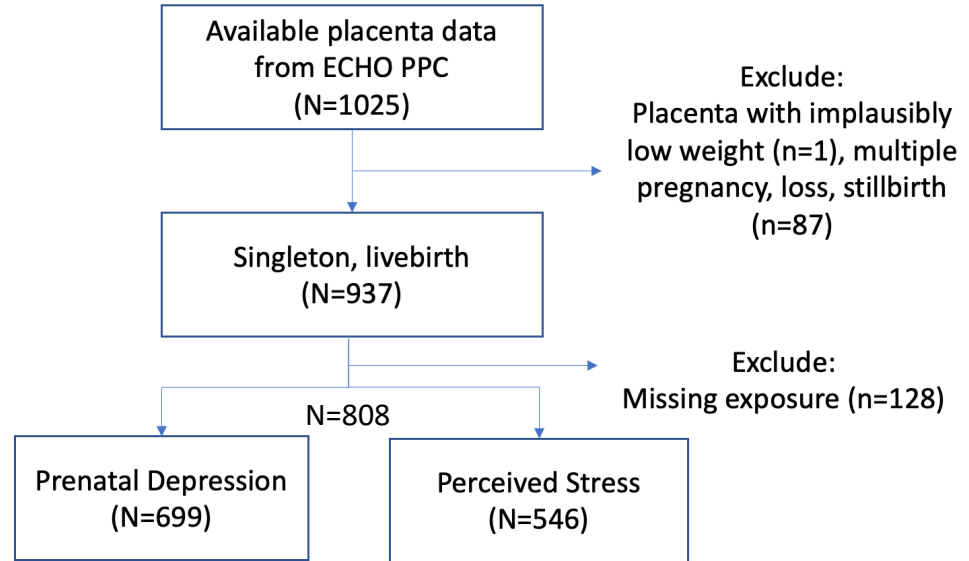 Available placenta data
from ECHO PPC
(N=1025)
Exclude:
Placenta with implausibly
low weight (n=1), multiple
pregnancy, loss, stillbirth
(n=87)
Singleton, livebirth
(N=937)
Exclude:
Missing exposure (n=128)
N=808
Prenatal Depression
(N=699)
Perceived Stress
(N=546)